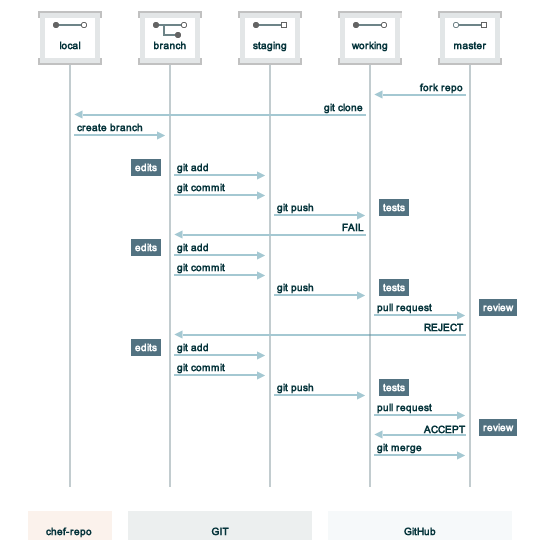 local branch staging working master
fork repo
git clone
create branch
edits git add
git commit
git push tests
FAIL
edits git add
git commit
git push tests
pull request review
REJECT
edits git add
git commit
git push tests
pull request
ACCEPT review
git merge
chef-repo GIT GitHub